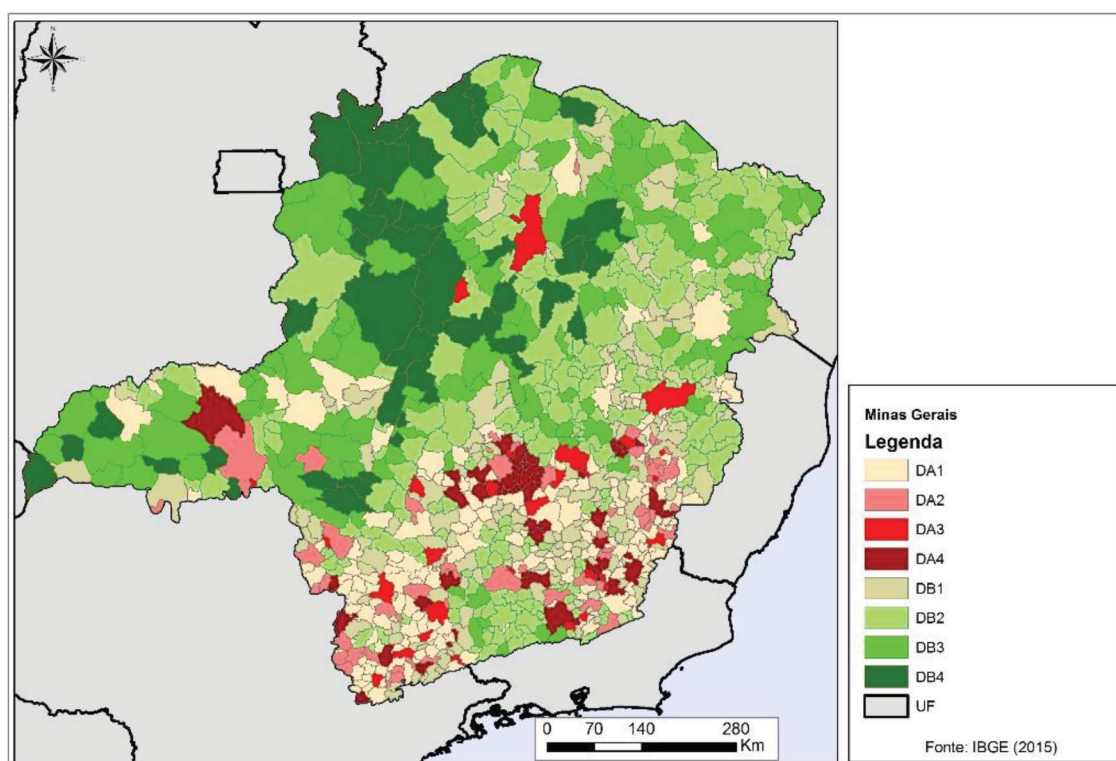 N
S
Minas Gerais
Legenda
DA1
DA2
DA3
DA4
DB1
DB2
DB3
DB4
UF
Fonte: IBGE (2015)
0 70 140 280
Km